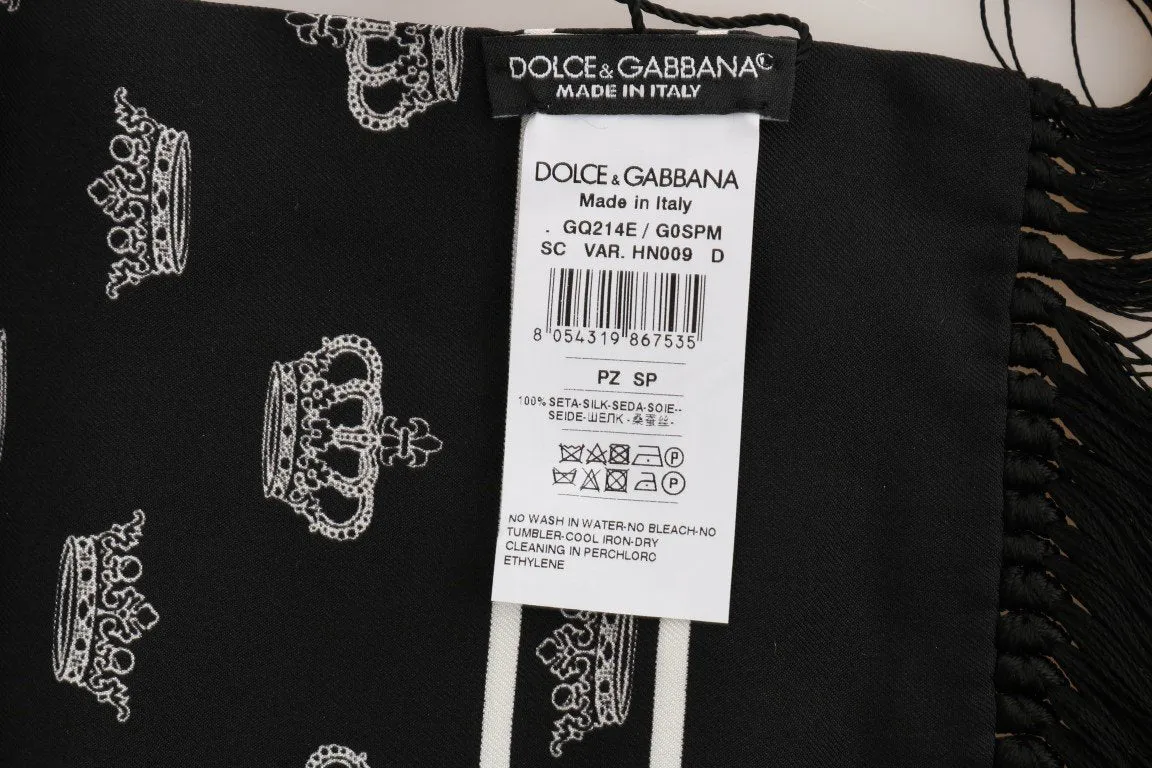 DOLCE & GABBANA
MADE IN ITALY
DOLCE & GABBANA
Made in Italy
. GQ214E / G0SPM
SC VAR. HN009 D
8 054319 867535
PZ SP
100% SETA-SILK-SEDA-SOIE--
SEIDE-ШЕЛК -桑蚕丝-
P
P
NO WASH IN WATER-NO BLEACH-NO
TUMBLER-COOL IRON-DRY
CLEANING IN PERCHLORO
ETHYLENE